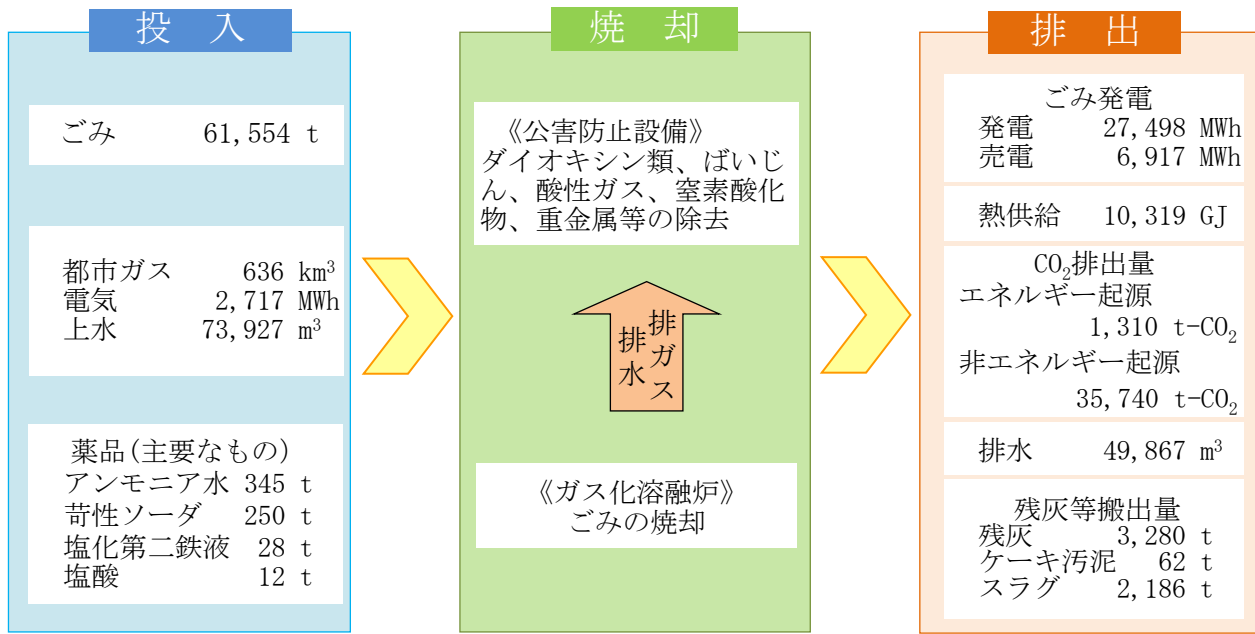 投 入
ごみ 61,554 t
都市ガス 636 km³
電気 2,717 MWh
上水 73,927 m³
薬品(主要なもの)
アンモニア水 345 t
苛性ソーダ 250 t
塩化第二鉄液 28 t
塩酸 12 t
焼 却
《公害防止設備》
ダイオキシン類、ばいじ
ん、酸性ガス、窒素酸化
物、重金属等の除去
排ガス
排水
《ガス化溶融炉》
ごみの焼却
排 出
ごみ発電
発電 27,498 MWh
売電 6,917 MWh
熱供給 10,319 GJ
CO₂排出量
エネルギー起源
1,310 t-CO₂
非エネルギー起源
35,740 t-CO₂
排水 49,867 m³
残灰等搬出量
残灰 3,280 t
ケーキ汚泥 62 t
スラグ 2,186 t